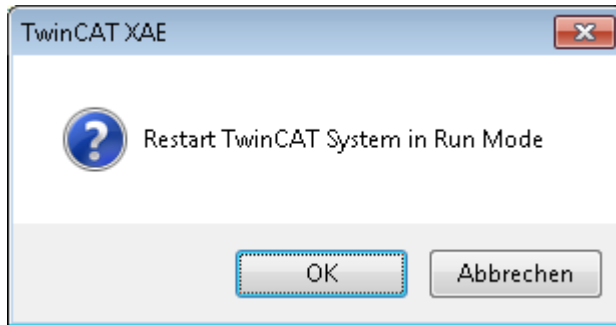 TwinCAT XAE
Restart TwinCAT System in Run Mode
OK
Abbrechen